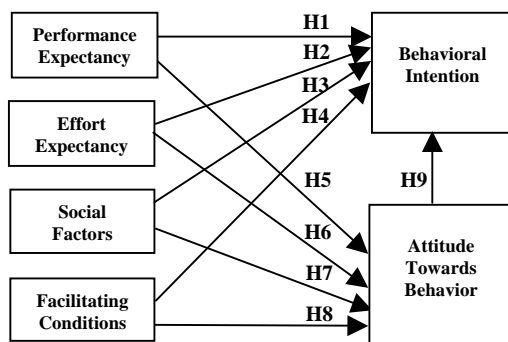 Performance
Expectancy
Effort
Expectancy
Social
Factors
Facilitating
Conditions
H1
H2
H3
H4
H5
H6
H7
H8
H9
Behavioral
Intention
Attitude
Towards
Behavior